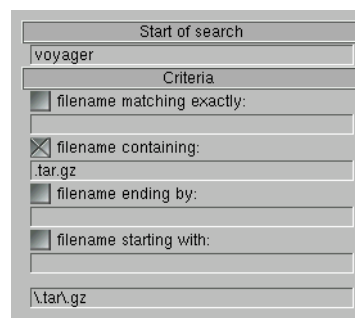 Start of search
voyager
Criteria
filename matching exactly:
filename containing:
.tar.gz
filename ending by:
filename starting with:
\.tar\.gz